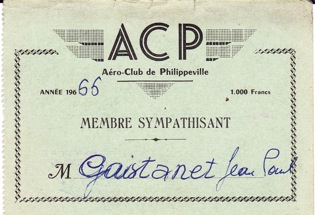 ACP
Aéro-Club de Philippeville
ANNÉE 1966
1.000 Francs
MEMBRE SYMPATHISANT
M Gaistanet Jean Paul